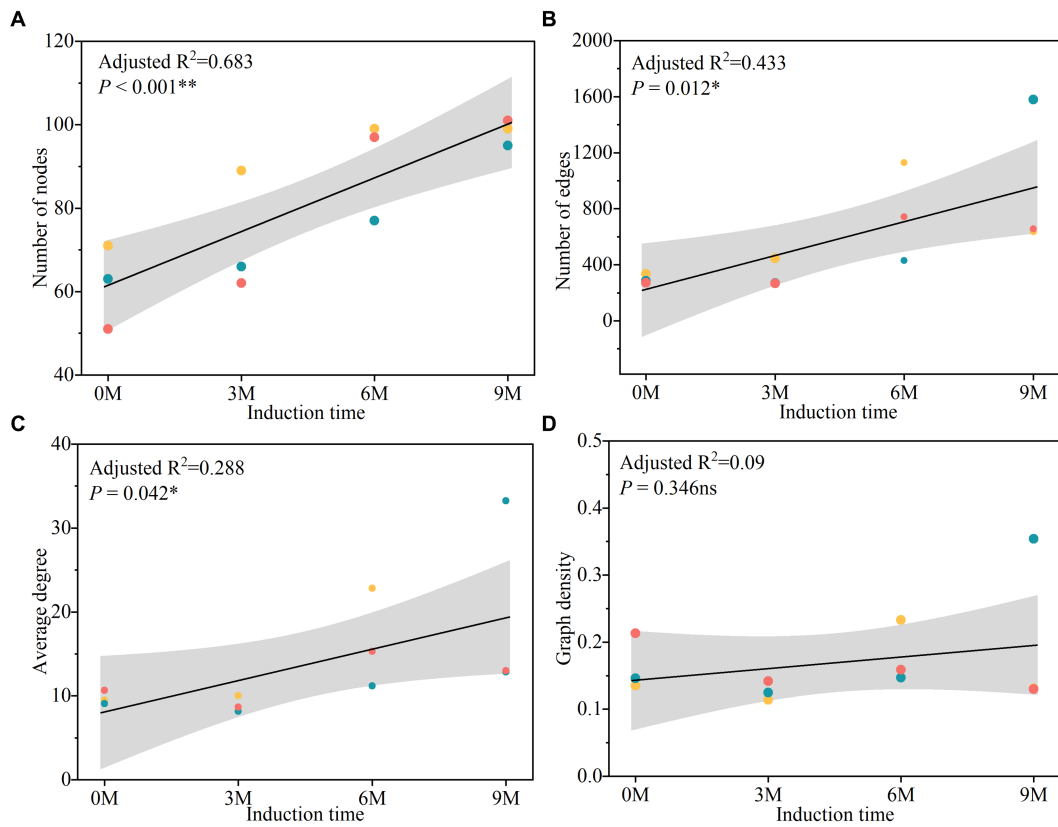 A
Adjusted R²=0.683
P < 0.001**
Number of nodes
120
100
80
60
40
0M 3M 6M 9M
Induction time
B
Adjusted R²=0.433
P = 0.012*
Number of edges
2000
1600
1200
800
400
0
0M 3M 6M 9M
Induction time
C
Adjusted R²=0.288
P = 0.042*
Average degree
40
30
20
10
0
0M 3M 6M 9M
Induction time
D
Adjusted R²=0.09
P = 0.346ns
Graph density
0.5
0.4
0.3
0.2
0.1
0.0
0M 3M 6M 9M
Induction time